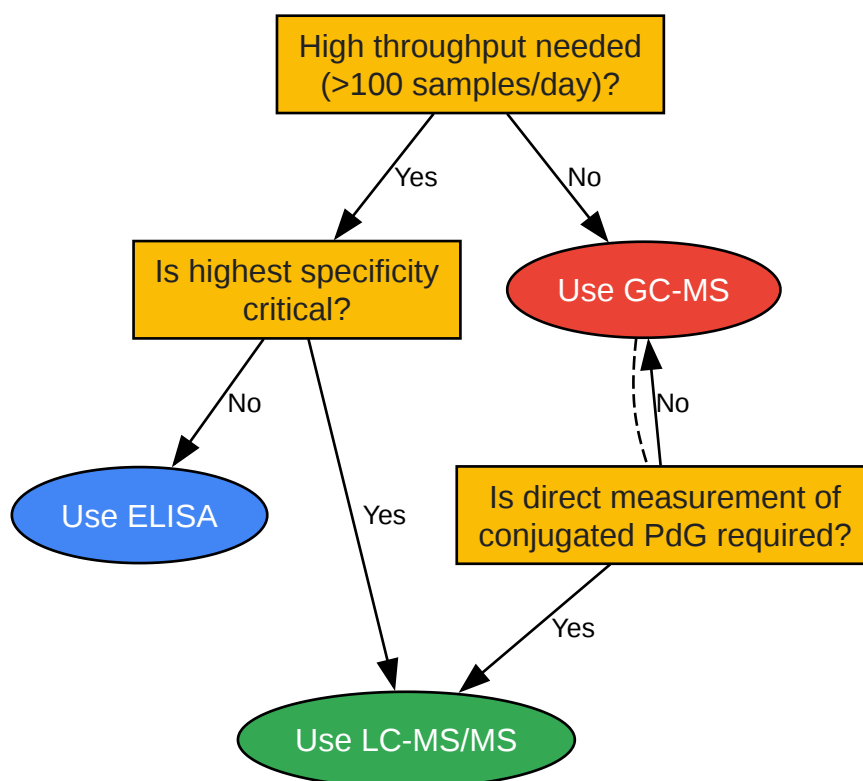 High throughput needed
(>100 samples/day)?
Yes
No
Is highest specificity
critical?
Use GC-MS
No
No
Use ELISA
Is direct measurement of
conjugated PdG required?
Yes
Yes
Use LC-MS/MS